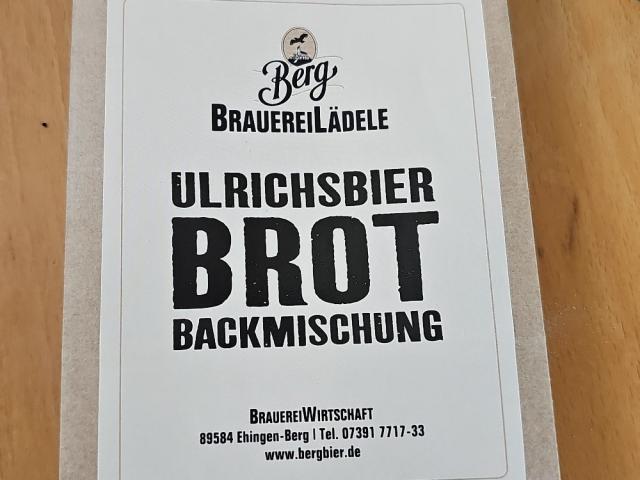 Berg
BRAUEREILÄDELE
ULRICHSBIER
BROT
BACKMISCHUNG
BRAUEREIWIRTSCHAFT
89584 Ehingen-Berg | Tel. 07391 7717-33
www.bergbier.de